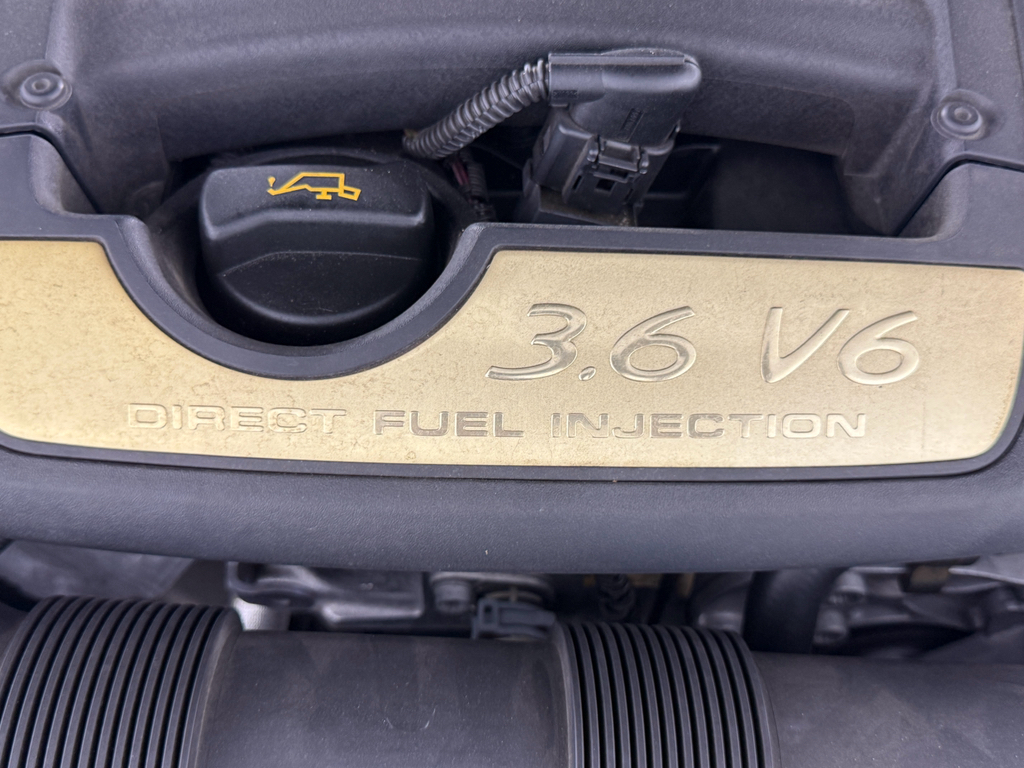 3.6 V6
DIRECT FUEL INJECTION